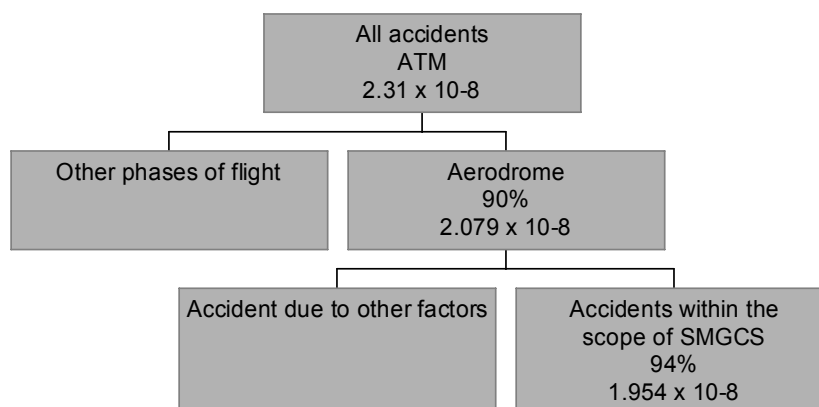 All accidents
ATM
2.31 x 10-8
Other phases of flight
Aerodrome
90%
2.079 x 10-8
Accident due to other factors
Accidents within the
scope of SMGCS
94%
1.954 x 10-8